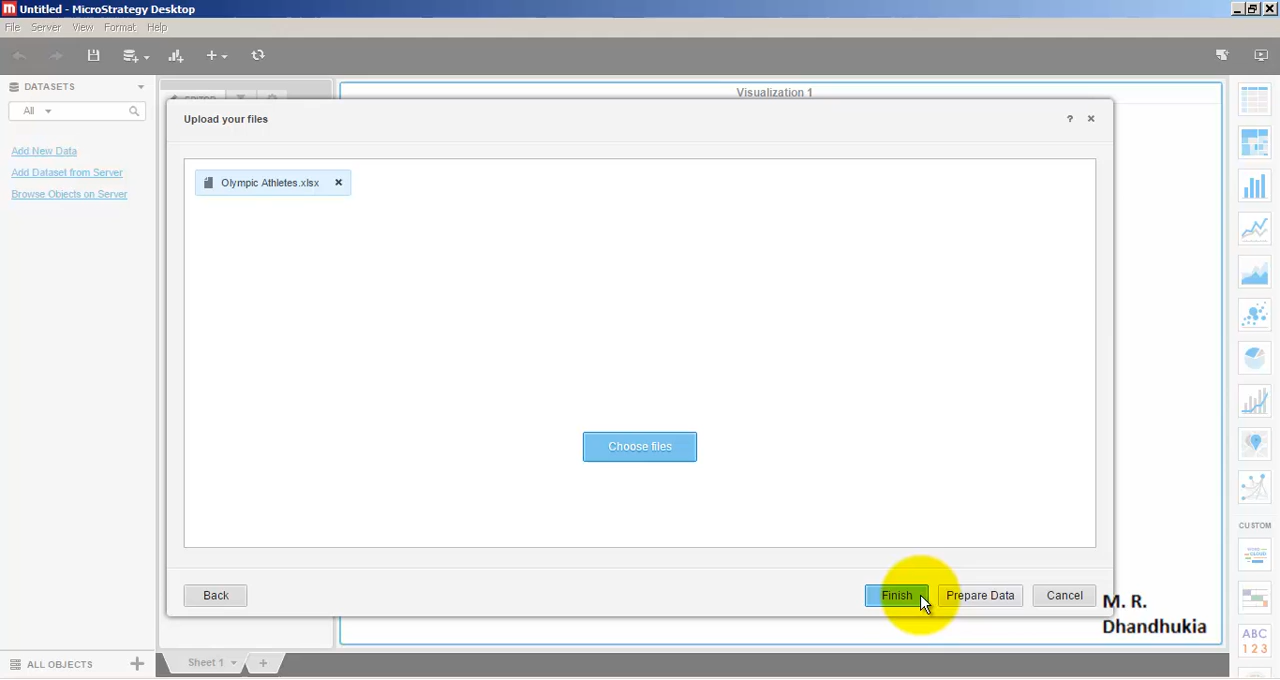 Untitled - MicroStrategy Desktop
File Server View Format Help
DATASETS
All
Add New Data
Add Dataset from Server
Browse Objects on Server
EDITOR
Visualization 1
Upload your files
?
Olympic Athletes.xlsx
Choose files
Back
Finish
Prepare Data
Cancel
M. R.
Dhandhukia
CUSTOM
ABC
123
ALL OBJECTS
Sheet 1